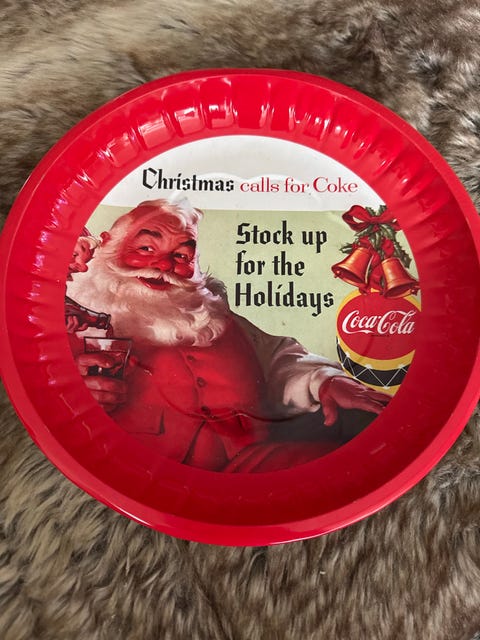 Christmas calls for Coke
Stock up
for the
Holidays
Coca-Cola